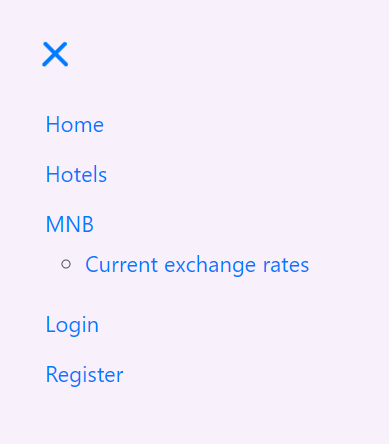 Home
Hotels
MNB
Current exchange rates
Login
Register